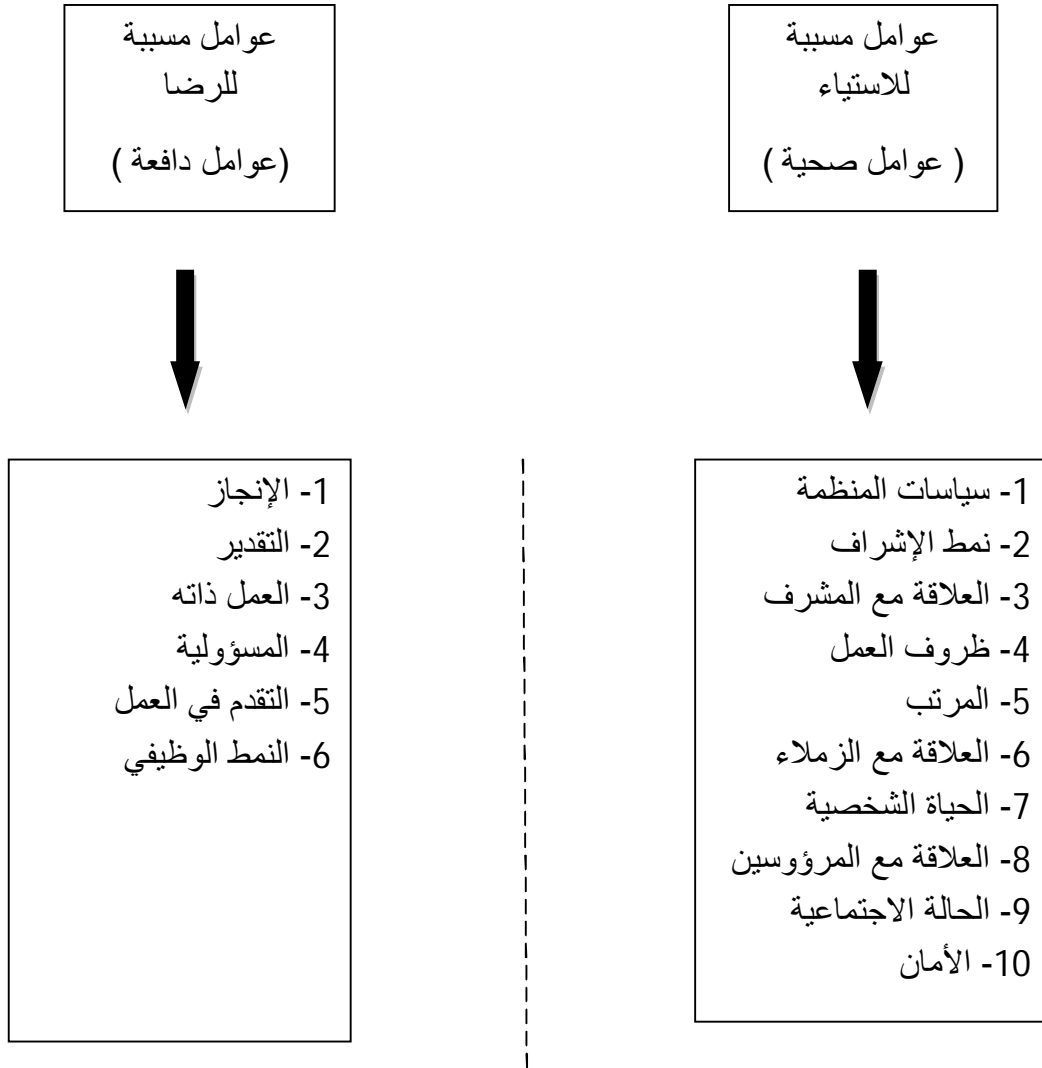 عوامل مسببة
للاستياء
( عوامل صحية )
عوامل مسببة
للرضا
(عوامل دافعة )
1- سياسات المنظمة
2- نمط الإشراف
3- العلاقة مع المشرف
4- ظروف العمل
5- المرتب
6- العلاقة مع الزملاء
7- الحياة الشخصية
8- العلاقة مع المرؤوسين
9- الحالة الاجتماعية
10- الأمان
1- الإنجاز
2- التقدير
3- العمل ذاته
4- المسؤولية
5- التقدم في العمل
6- النمط الوظيفي